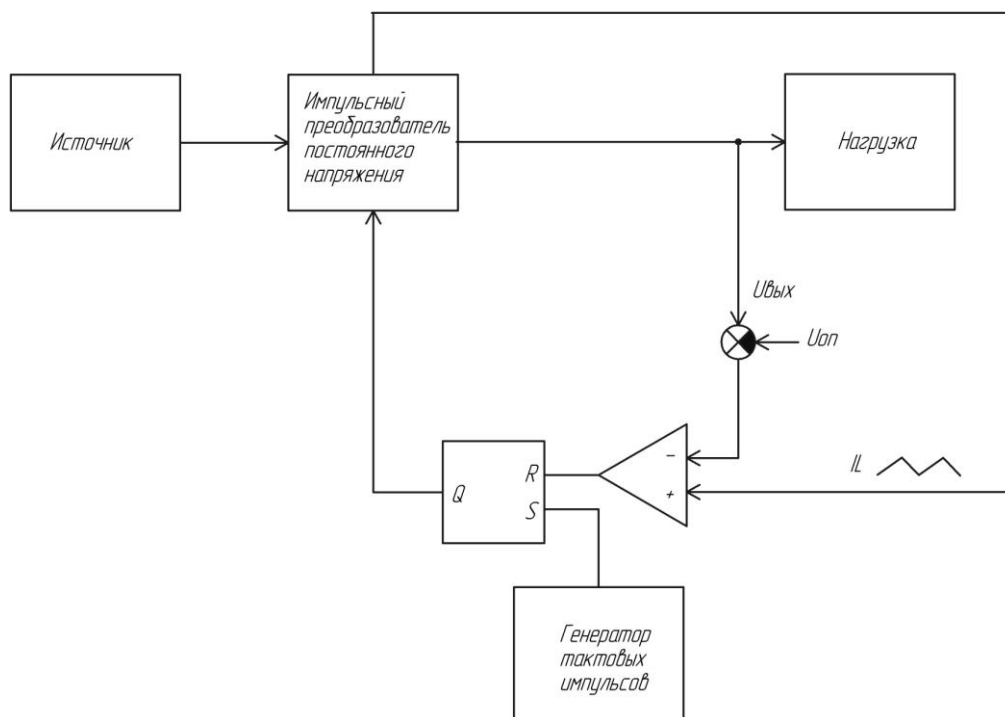 Источник
Импульсный
преобразователь
постоянного
напряжения
Нагрузка
Uвых
Uоп
IL
-
+
R
Q
S
Генератор
тактовых
импульсов